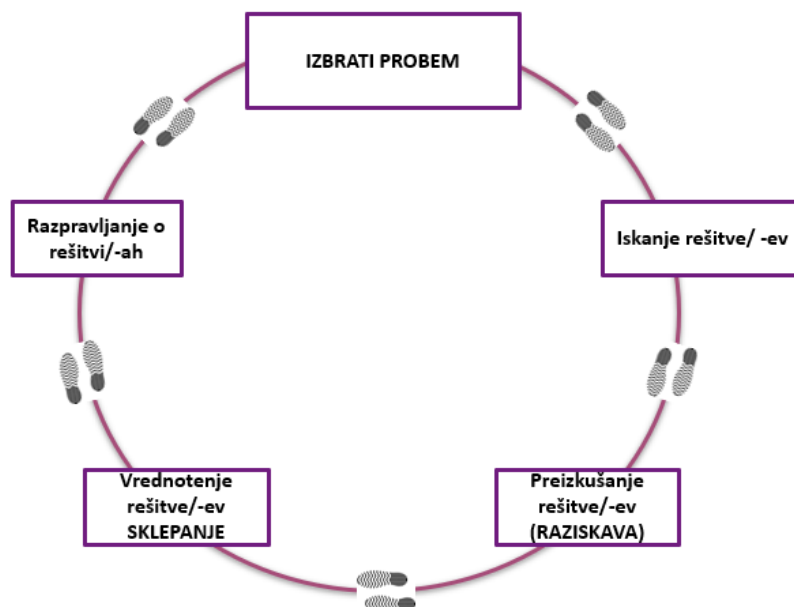 IZBRATI PROBEM
Iskanje rešitve/ -ev
Preizkušanje
rešitve/-ev
(RAZISKAVA)
Vrednotenje
rešitve/-ev
SKLEPANJE
Razpravljanje o
rešitvi/-ah